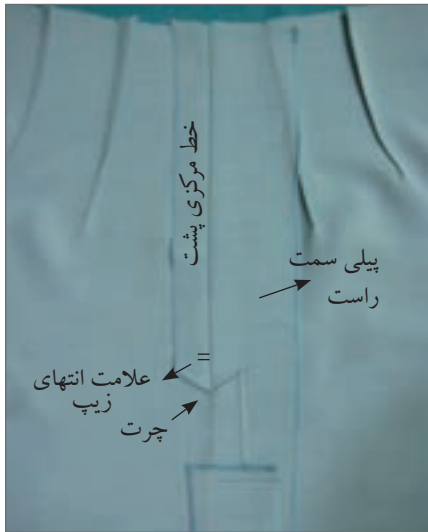 خط مرکزی پشت
پیلی سمت
راست
علامت انتهای
زیپ
چرت